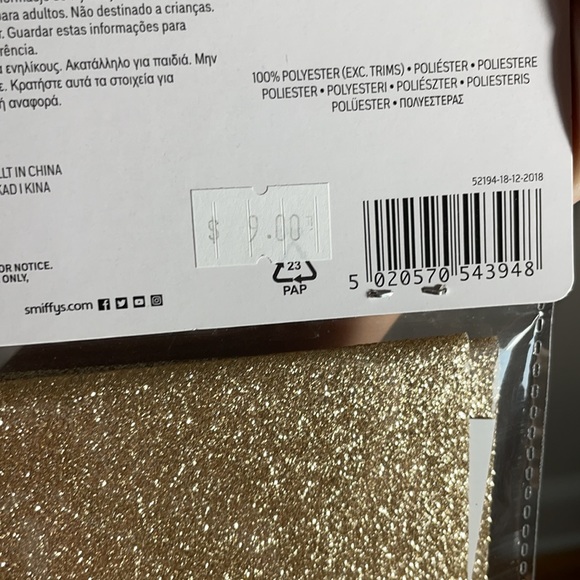 para adultos. Não destinado a crianças.
Guardar estas informações para
rência.
ενηλίκους. Ακατάλληλο για παιδιά. Μην
Κρατήστε αυτά τα στοιχεία για
ή αναφορά.
100% POLYESTER (EXC. TRIMS) • POLIÉSTER • POLIESTERE
POLIESTER • POLYESTERI • POLIÉSZTER • POLIESTERIS
POLÜESTER • ΠΟΛΥΕΣΤΕΡΑΣ
IN CHINA
I KINA
52194-18-12-2018
$ 9.00
23
PAP
5 020570 543948
OR NOTICE.
ONLY,
smiffys.com